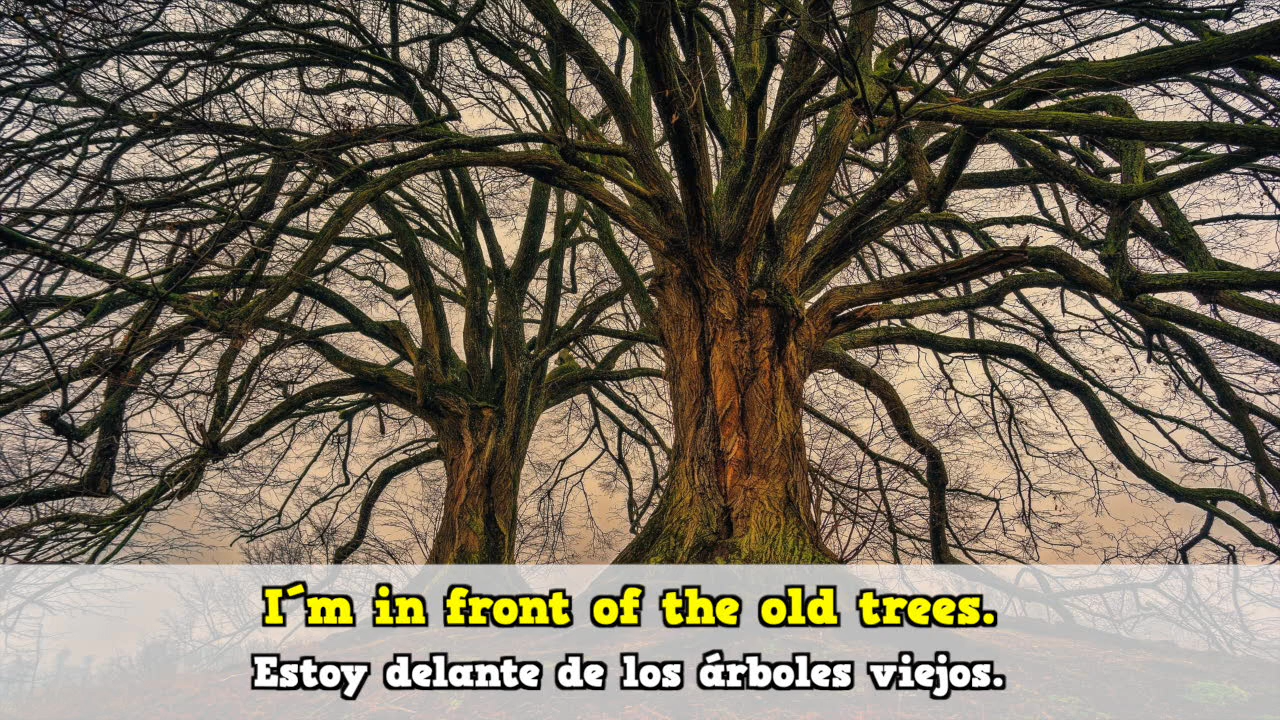 I´m in front of the old trees.
Estoy delante de los árboles viejos.